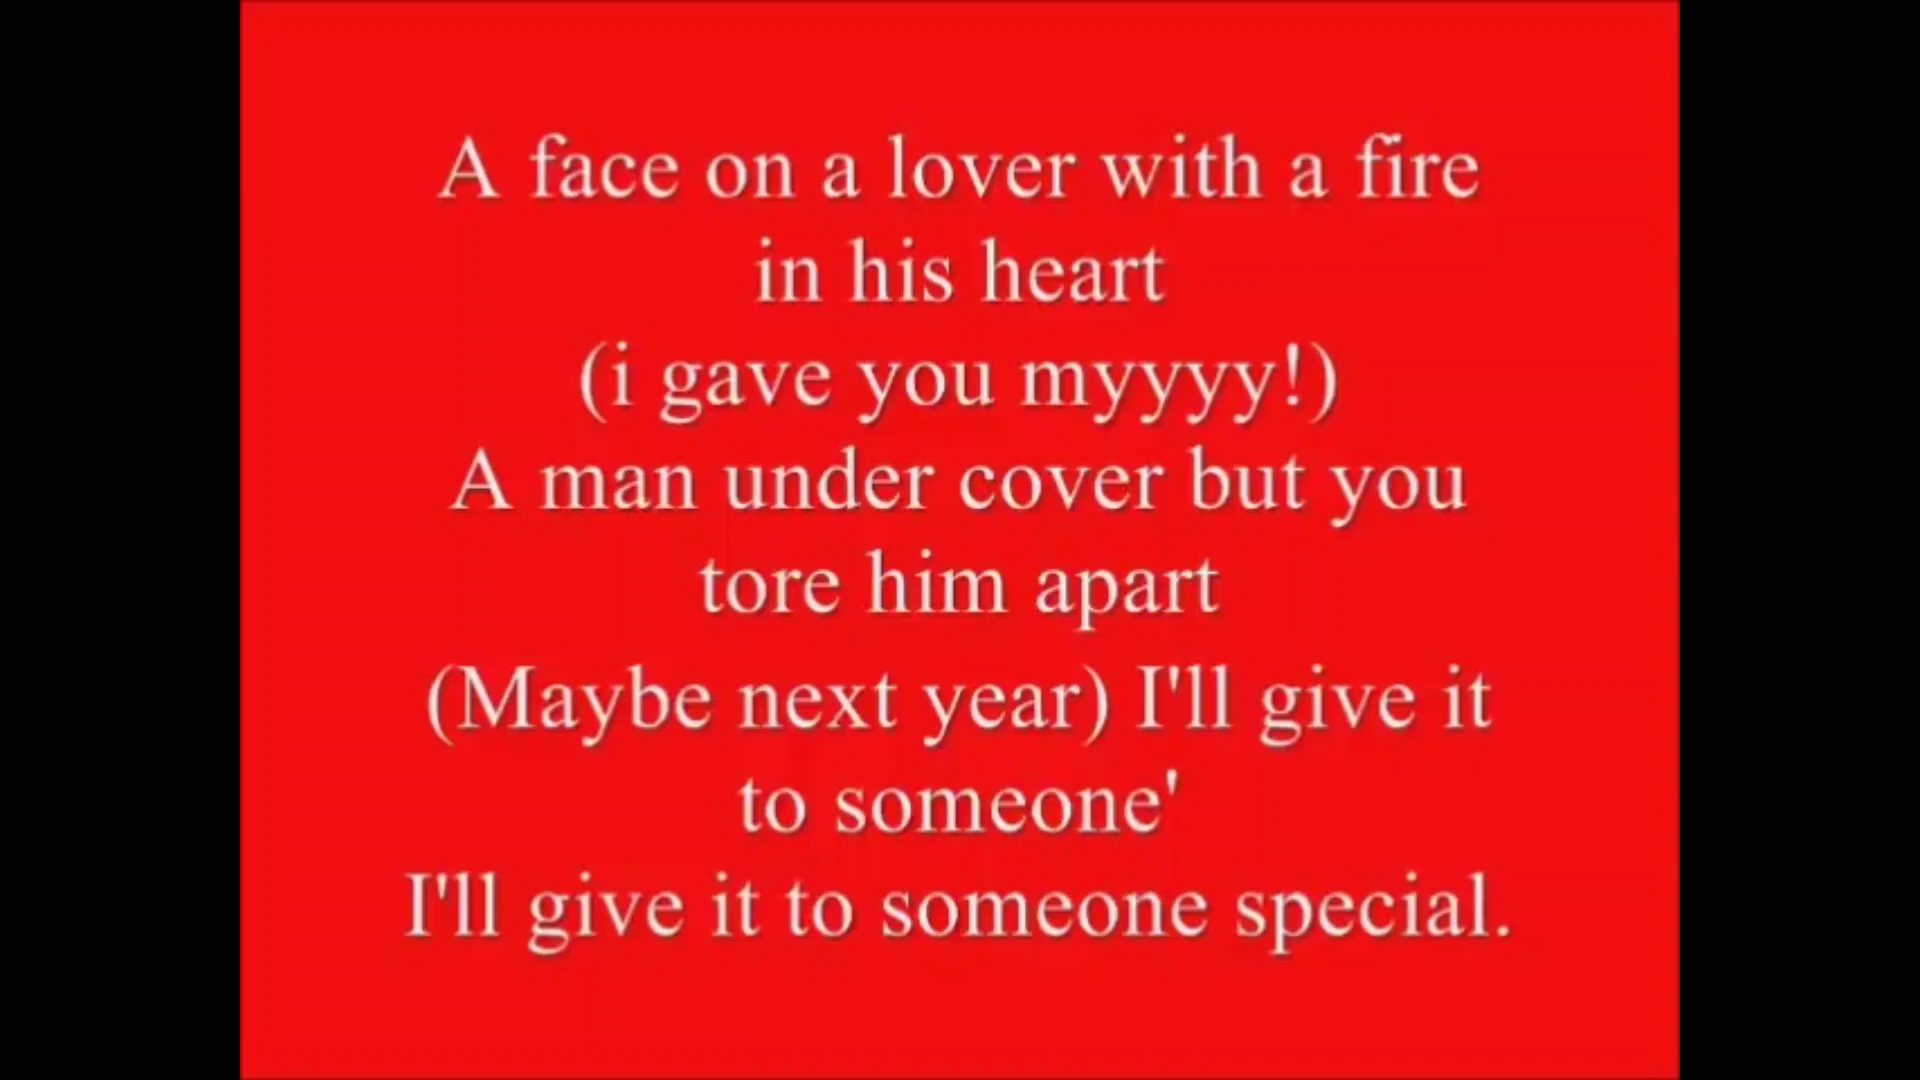 A face on a lover with a fire
in his heart
(i gave you myyyy!)
A man under cover but you
tore him apart
(Maybe next year) I'll give it
to someone'
I'll give it to someone special.